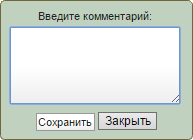 Введите комментарий:
Сохранить Закрыть